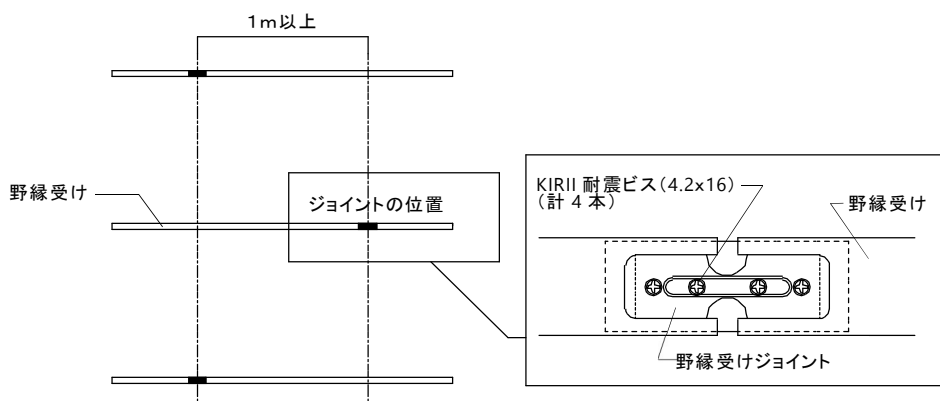 1m以上
野縁受け
ジョイントの位置
KIRII 耐震ビス(4.2x16)
(計 4 本)
野縁受け
野縁受けジョイント